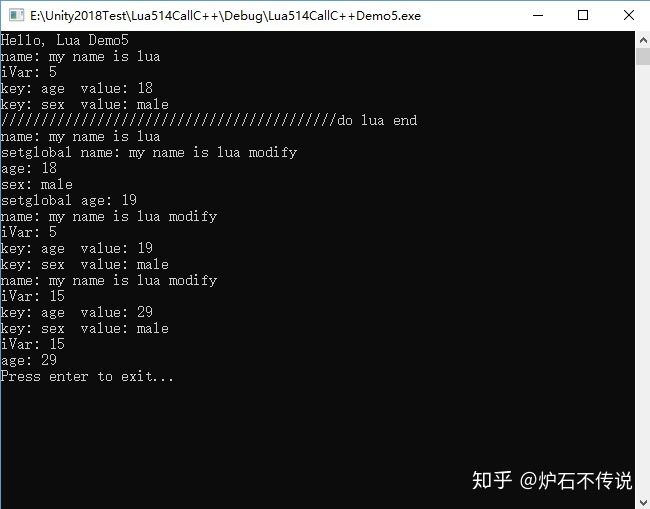 E:\Unity2018Test\Lua514CallC++\Debug\Lua514CallC++Demo5.exe
Hello, Lua Demo5
name: my name is lua
iVar: 5
key: age  value: 18
key: sex  value: male
//////////////////////////////////////////do lua end
name: my name is lua
setglobal name: my name is lua modify
age: 18
sex: male
setglobal age: 19
name: my name is lua modify
iVar: 5
key: age  value: 19
key: sex  value: male
name: my name is lua modify
iVar: 15
key: age  value: 29
key: sex  value: male
iVar: 15
age: 29
Press enter to exit...
知乎 @炉石不传说